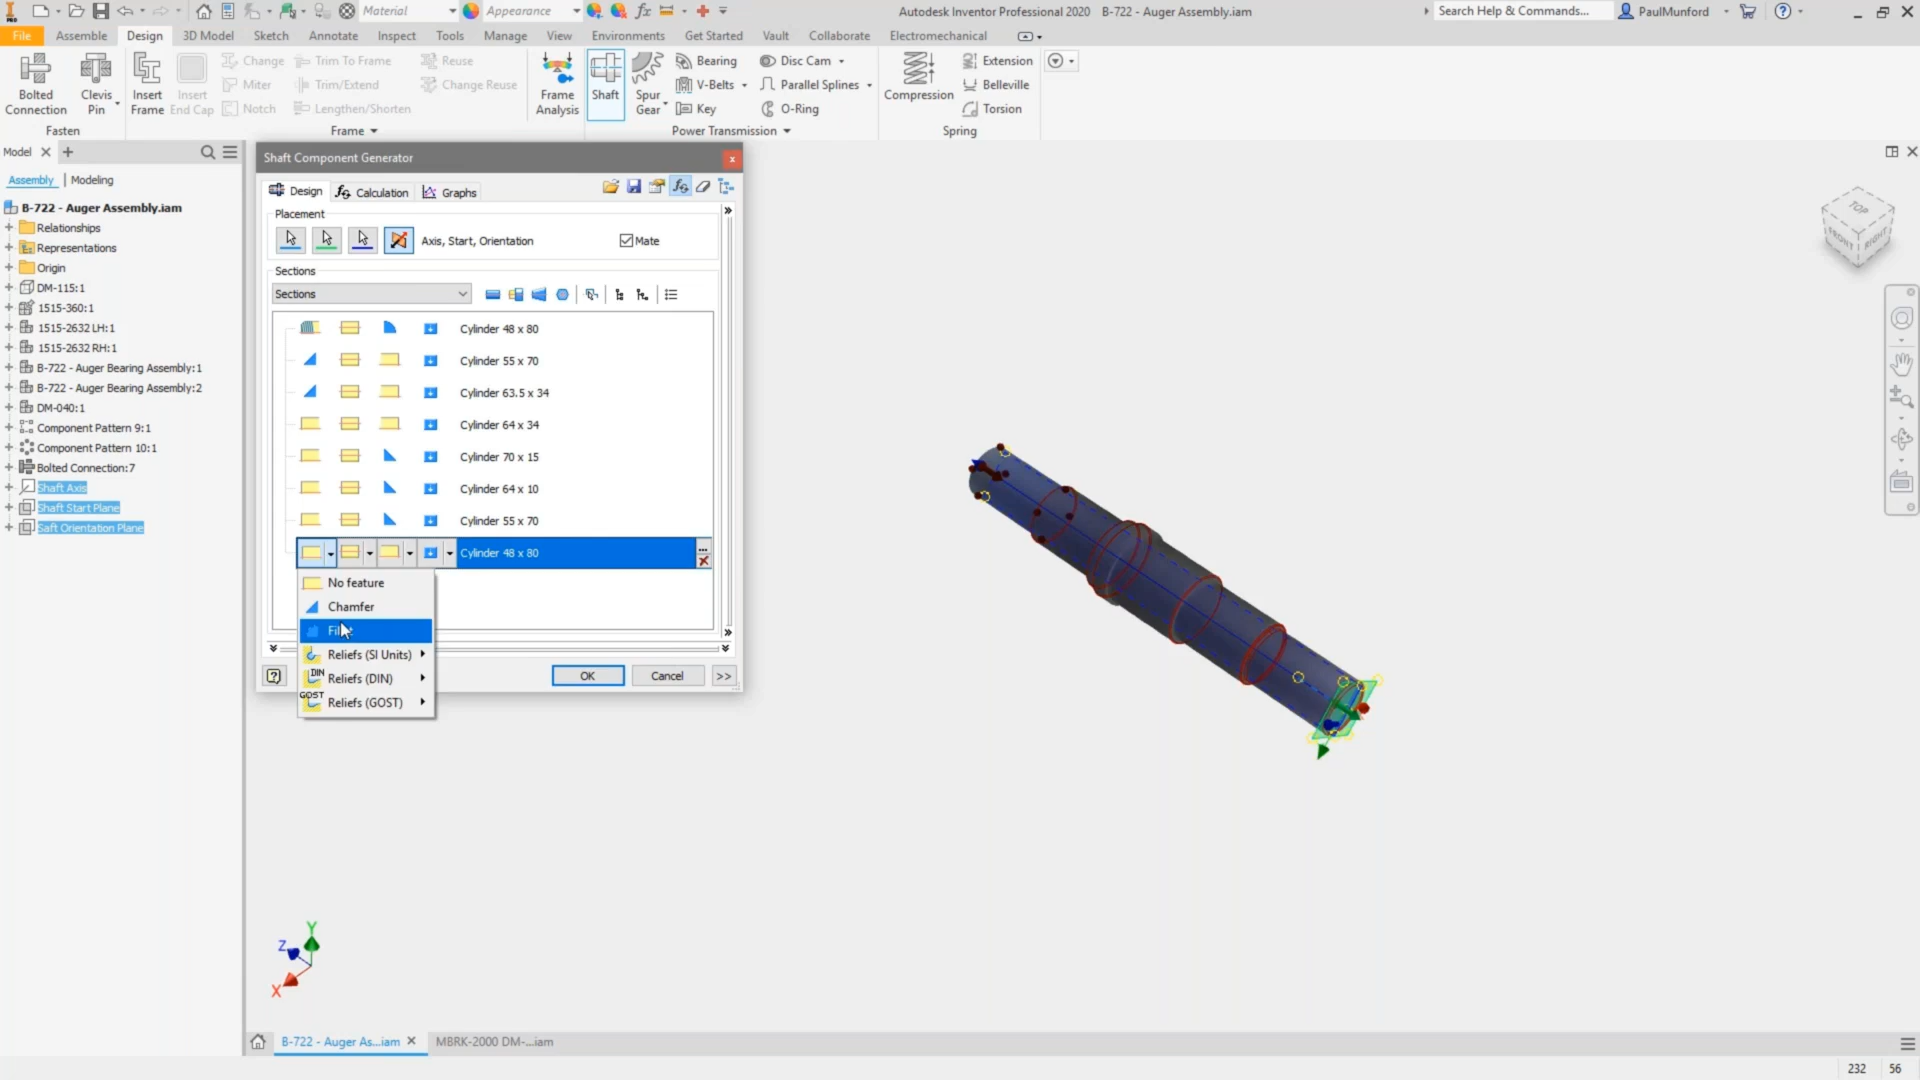 Material
Appearance
Autodesk Inventor Professional 2020 B-722 - Auger Assembly.iam
Search Help & Commands...
PaulMunford
File Assemble Design 3D Model Sketch Annotate Inspect Tools Manage View Environments Get Started Vault Collaborate Electromechanical
Bolted Connection
Clevis Pin
Insert Frame
Insert End Cap
Change
Miter
Notch
Trim To Frame
Trim/Extend
Lengthen/Shorten
Reuse
Change Reuse
Frame Analysis
Shaft
Spur Gear
Bearing
V-Belts
Key
Disc Cam
Parallel Splines
O-Ring
Compression
Extension
Belleville
Torsion
Fasten
Frame
Power Transmission
Spring
Model
Assembly | Modeling
B-722 - Auger Assembly.iam
Relationships
Representations
Origin
DM-115:1
1515-360:1
1515-2632 LH:1
1515-2632 RH:1
B-722 - Auger Bearing Assembly:1
B-722 - Auger Bearing Assembly:2
DM-040:1
Component Pattern 9:1
Component Pattern 10:1
Bolted Connection:7
Shaft Axis
Shaft Start Plane
Saft Orientation Plane
Shaft Component Generator
Design Calculation Graphs
Placement
Axis, Start, Orientation
Mate
Sections
Sections
Cylinder 48 x 80
Cylinder 55 x 70
Cylinder 63.5 x 34
Cylinder 64 x 34
Cylinder 70 x 15
Cylinder 64 x 10
Cylinder 55 x 70
Cylinder 48 x 80
No feature
Chamfer
Reliefs (SI Units)
DIN Reliefs (DIN)
GOST Reliefs (GOST)
OK Cancel >>
TOP
FRONT RIGHT
Y
Z
X
B-722 - Auger As...iam
MBRK-2000 DM-...iam
232 56